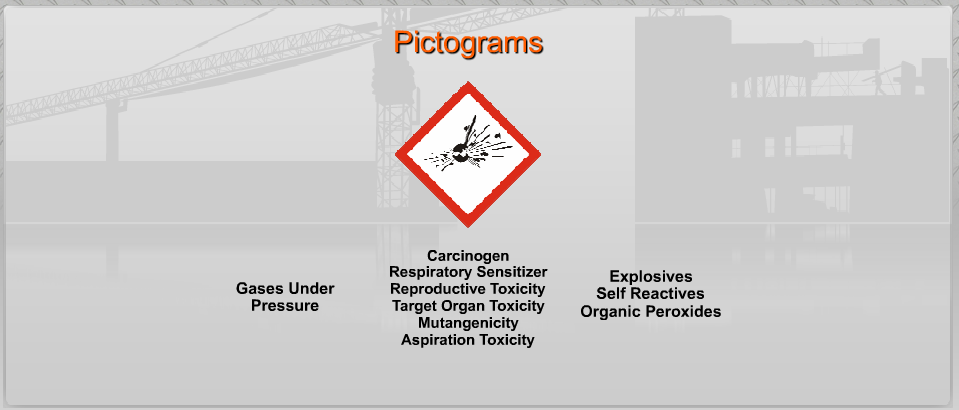 Pictograms
Gases Under
Pressure
Carcinogen
Respiratory Sensitizer
Reproductive Toxicity
Target Organ Toxicity
Mutangenicity
Aspiration Toxicity
Explosives
Self Reactives
Organic Peroxides